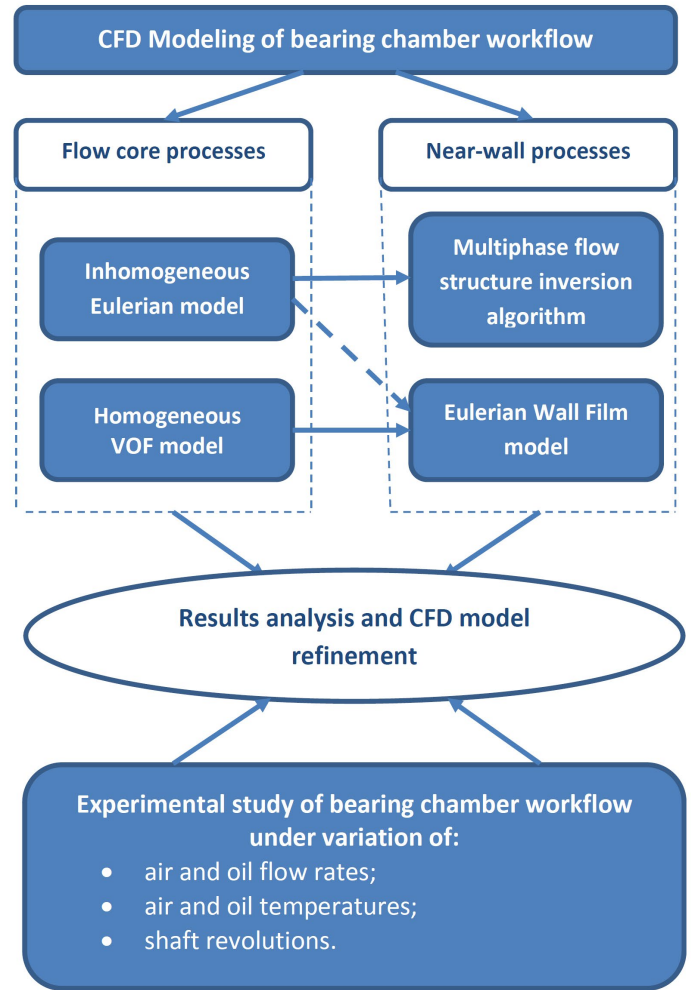 CFD Modeling of bearing chamber workflow
Flow core processes
Near-wall processes
Inhomogeneous
Eulerian model
Multiphase flow
structure inversion
algorithm
Homogeneous
VOF model
Eulerian Wall Film
model
Results analysis and CFD model
refinement
Experimental study of bearing chamber workflow
under variation of:
• air and oil flow rates;
• air and oil temperatures;
• shaft revolutions.